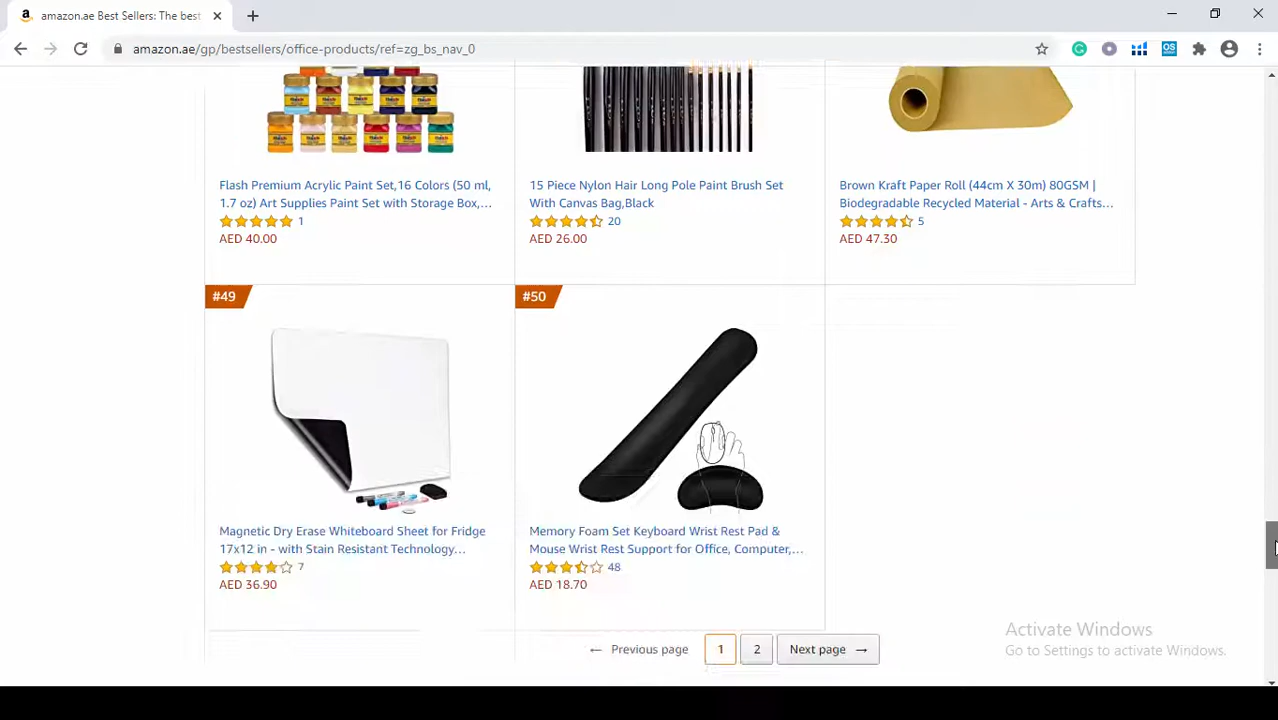 amazon.ae Best Sellers: The best
amazon.ae/gp/bestsellers/office-products/ref=zg_bs_nav_0
Flash Premium Acrylic Paint Set,16 Colors (50 ml,
1.7 oz) Art Supplies Paint Set with Storage Box,...
1
AED 40.00
15 Piece Nylon Hair Long Pole Paint Brush Set
With Canvas Bag,Black
20
AED 26.00
Brown Kraft Paper Roll (44cm X 30m) 80GSM |
Biodegradable Recycled Material - Arts & Crafts...
5
AED 47.30
#49
Magnetic Dry Erase Whiteboard Sheet for Fridge
17x12 in - with Stain Resistant Technology...
7
AED 36.90
#50
Memory Foam Set Keyboard Wrist Rest Pad &
Mouse Wrist Rest Support for Office, Computer,...
48
AED 18.70
← Previous page 1 2 Next page →
Activate Windows
Go to Settings to activate Windows.